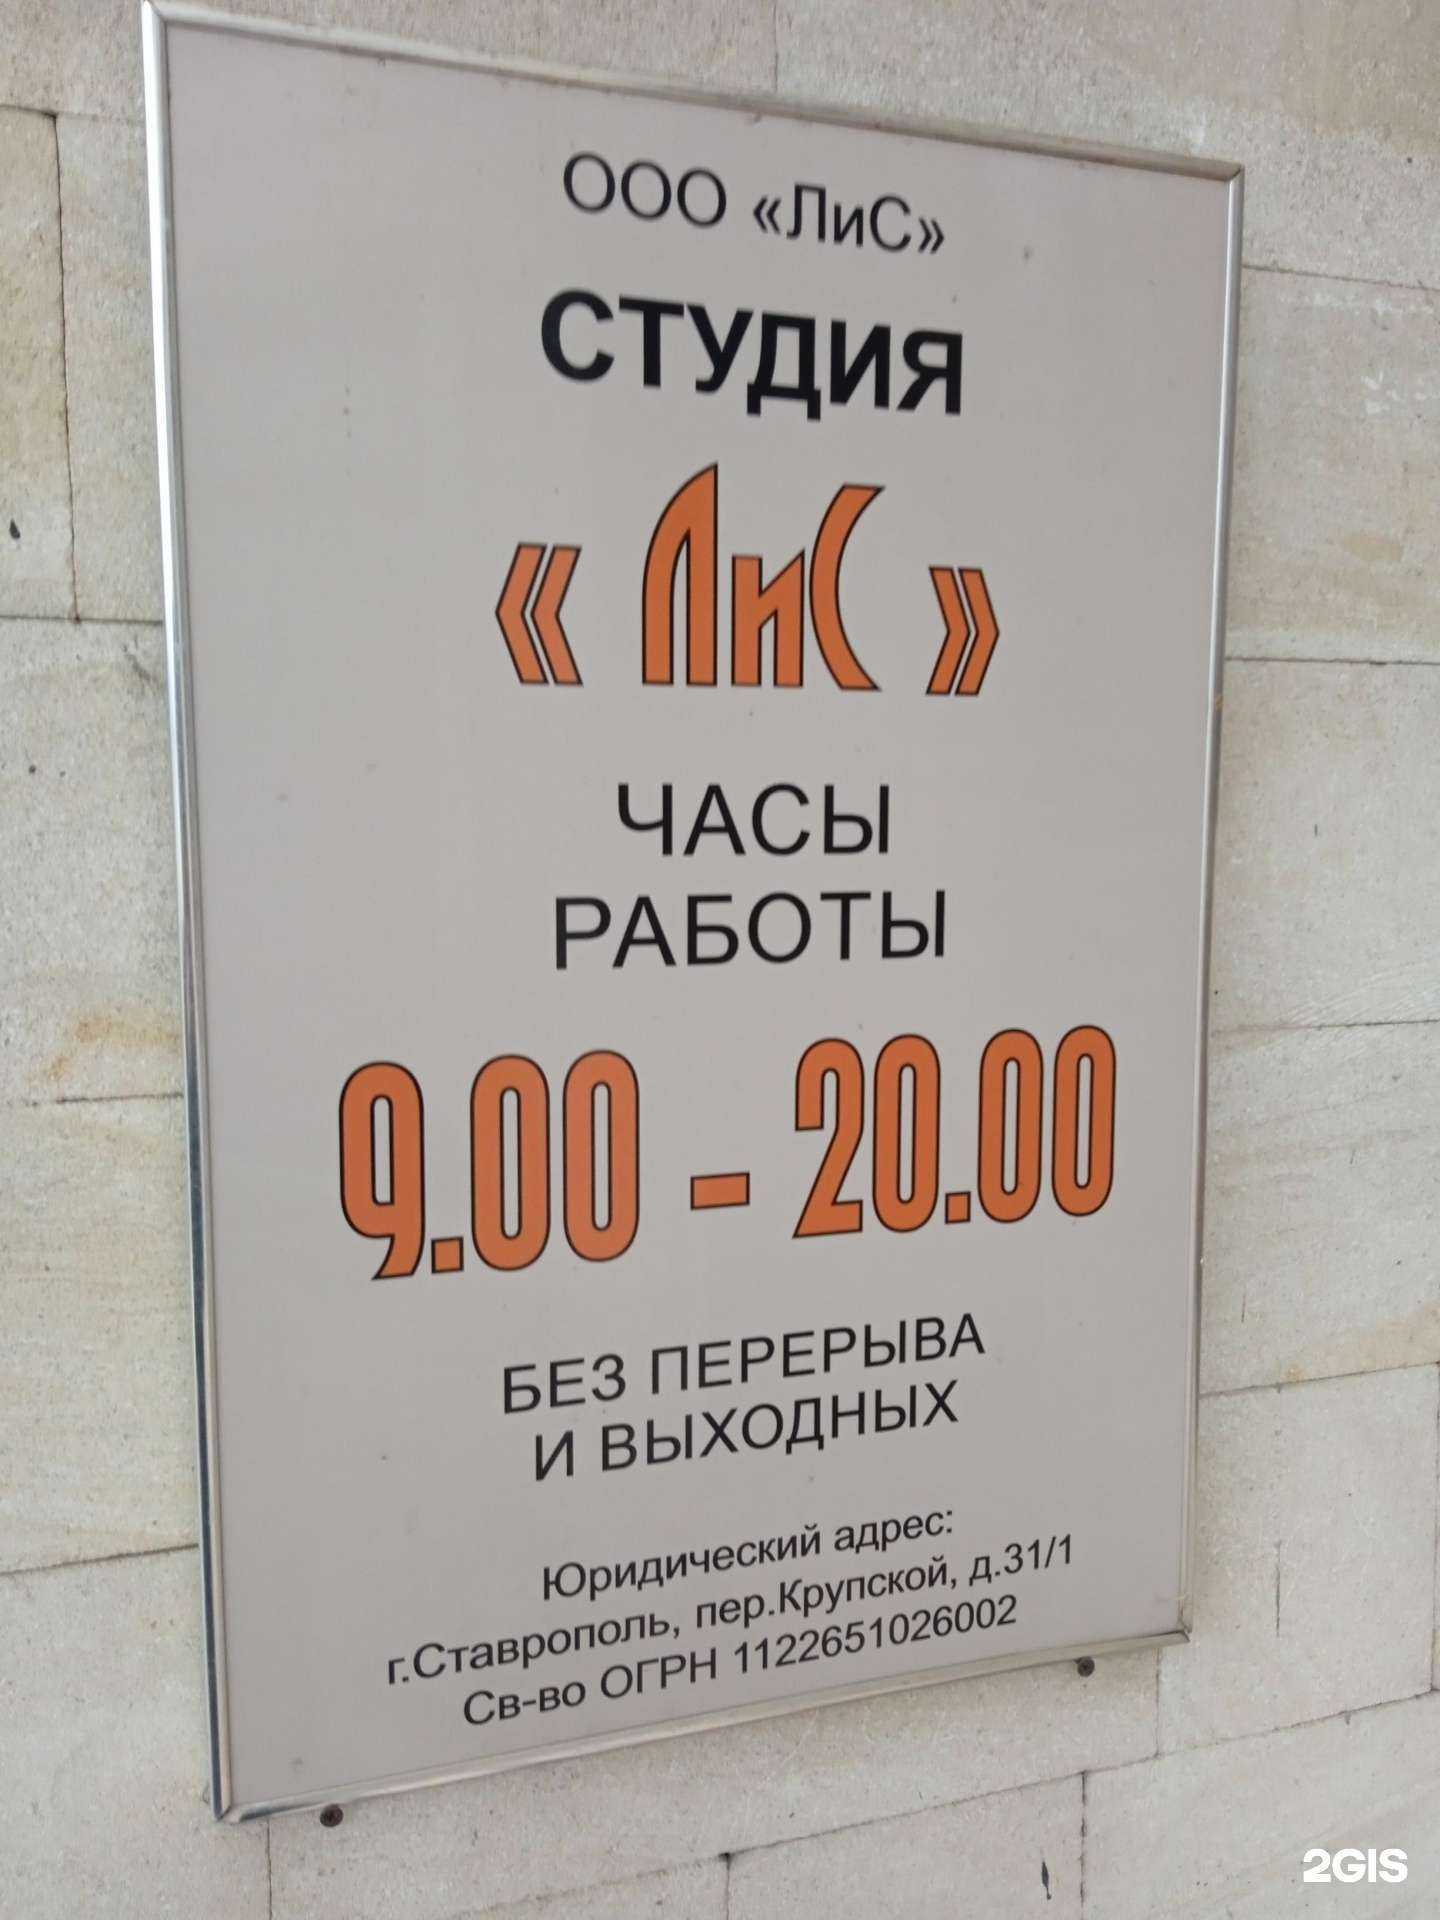 ООО «ЛиС»
СТУДИЯ
« ЛиС »
ЧАСЫ
РАБОТЫ
9.00 - 20.00
БЕЗ ПЕРЕРЫВА
И ВЫХОДНЫХ
Юридический адрес:
г.Ставрополь, пер.Крупской, д.31/1
Св-во ОГРН 1122651026002
2GIS